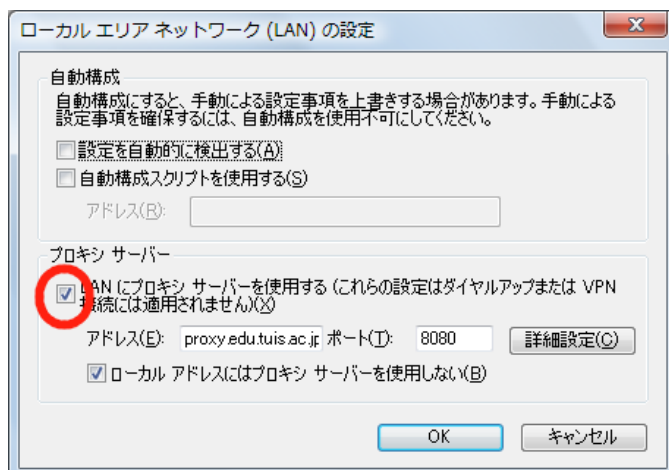 ローカル エリア ネットワーク (LAN) の設定
自動構成
自動構成にすると、手動による設定事項を上書きする場合があります。手動による
設定事項を確保するには、自動構成を使用不可にしてください。
設定を自動的に検出する(A)
自動構成スクリプトを使用する(S)
アドレス(R):
プロキシ サーバー
LAN にプロキシ サーバーを使用する (これらの設定はダイヤルアップまたは VPN
接続には適用されません)(X)
アドレス(E): proxy.edu.tuis.ac.jp ポート(T): 8080 詳細設定(C)
ローカル アドレスにはプロキシ サーバーを使用しない(B)
OK キャンセル